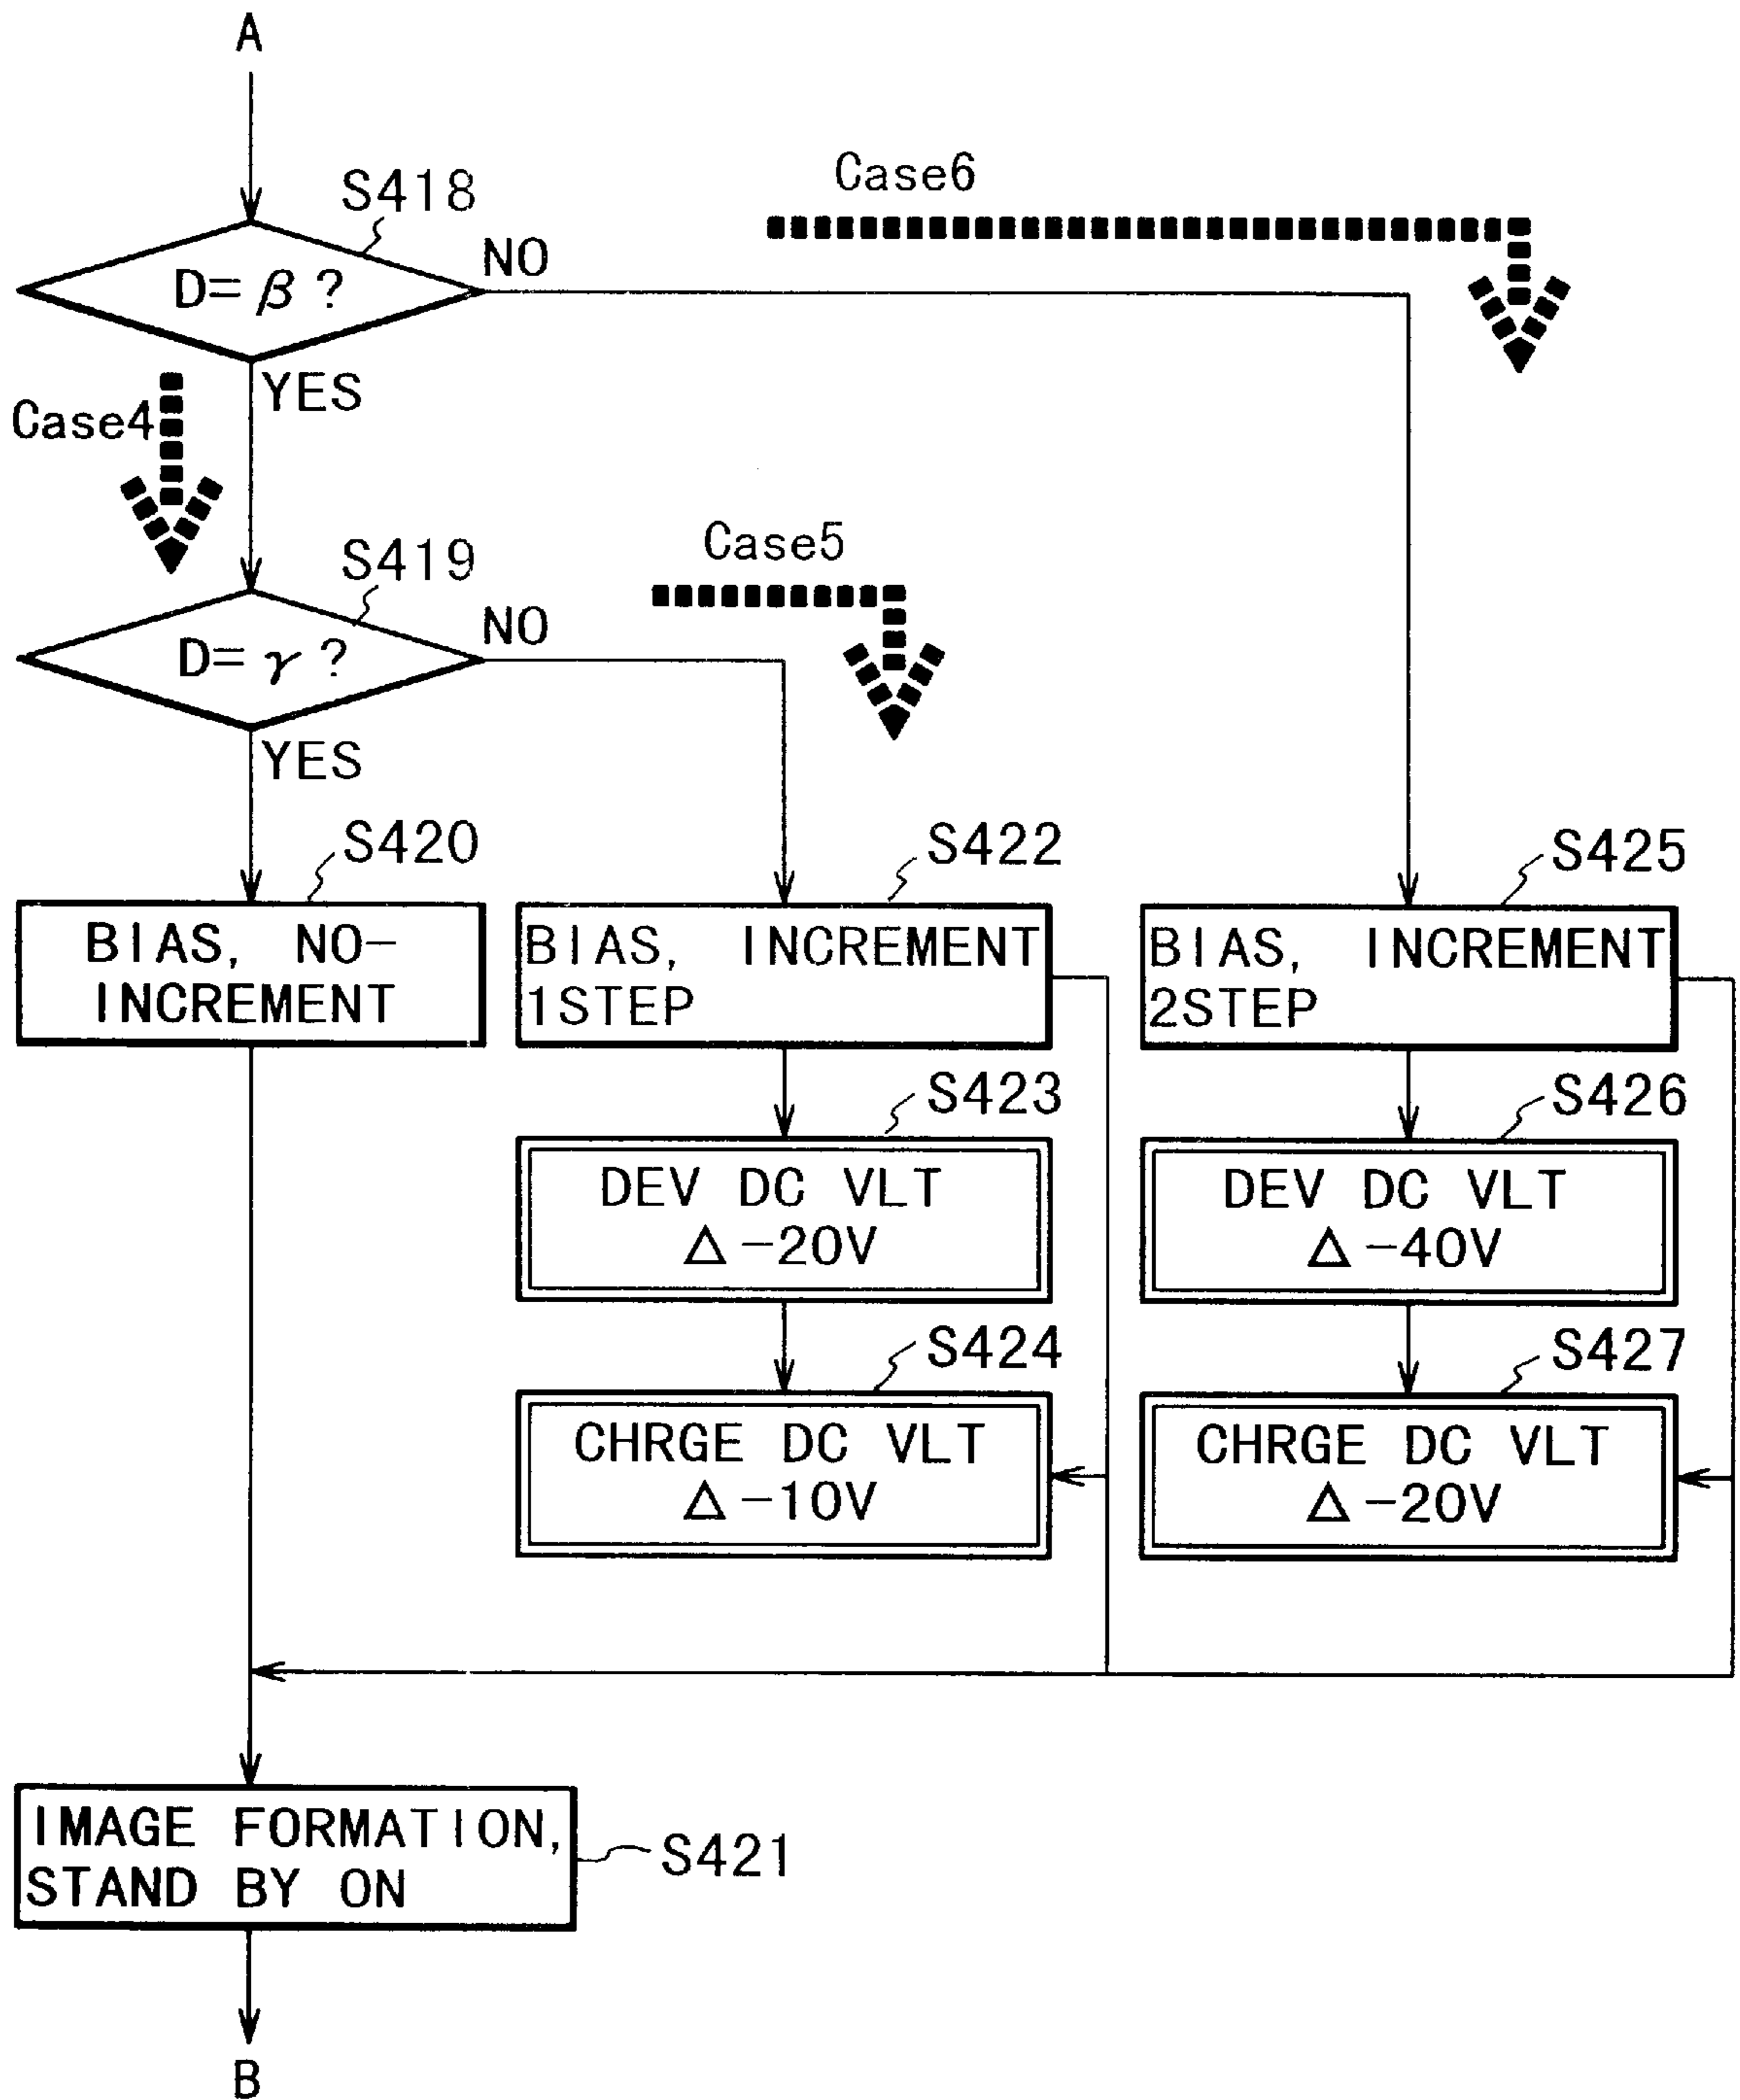 A
S418
Case6
D=β?
NO
YES
Case4
S419
Case5
D=γ?
NO
YES
S420
S422
S425
BIAS, NO-
INCREMENT
BIAS, INCREMENT
1STEP
BIAS, INCREMENT
2STEP
S423
S426
DEV DC VLT
△-20V
DEV DC VLT
△-40V
S424
S427
CHRGE DC VLT
△-10V
CHRGE DC VLT
△-20V
IMAGE FORMATION,
STAND BY ON
S421
B